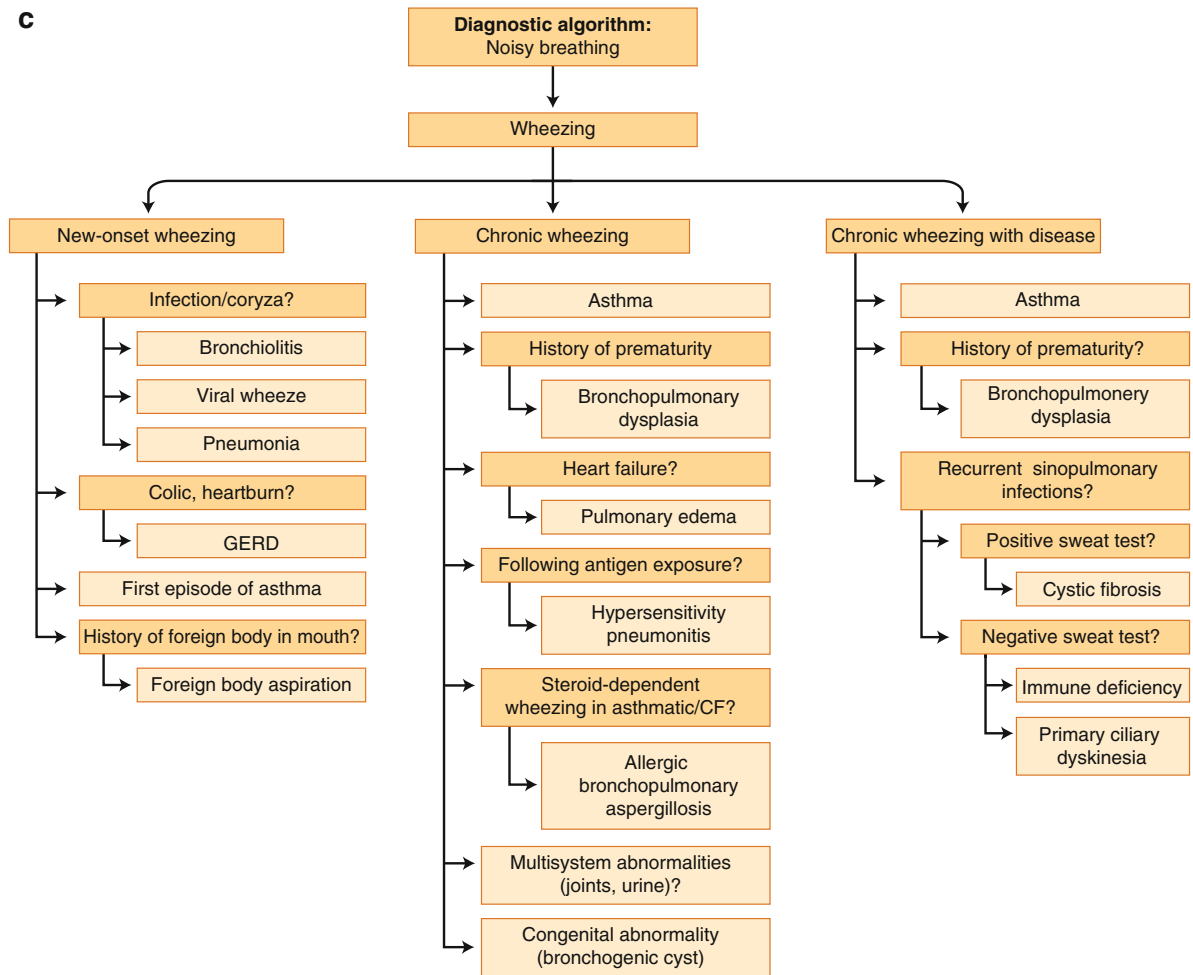 c
Diagnostic algorithm:
Noisy breathing
Wheezing
New-onset wheezing
Infection/coryza?
Bronchiolitis
Viral wheeze
Pneumonia
Colic, heartburn?
GERD
First episode of asthma
History of foreign body in mouth?
Foreign body aspiration
Chronic wheezing
Asthma
History of prematurity
Bronchopulmonary
dysplasia
Heart failure?
Pulmonary edema
Following antigen exposure?
Hypersensitivity
pneumonitis
Steroid-dependent
wheezing in asthmatic/CF?
Allergic
bronchopulmonary
aspergillosis
Multisystem abnormalities
(joints, urine)?
Congenital abnormality
(bronchogenic cyst)
Chronic wheezing with disease
Asthma
History of prematurity?
Bronchopulmonery
dysplasia
Recurrent sinopulmonary
infections?
Positive sweat test?
Cystic fibrosis
Negative sweat test?
Immune deficiency
Primary ciliary
dyskinesia